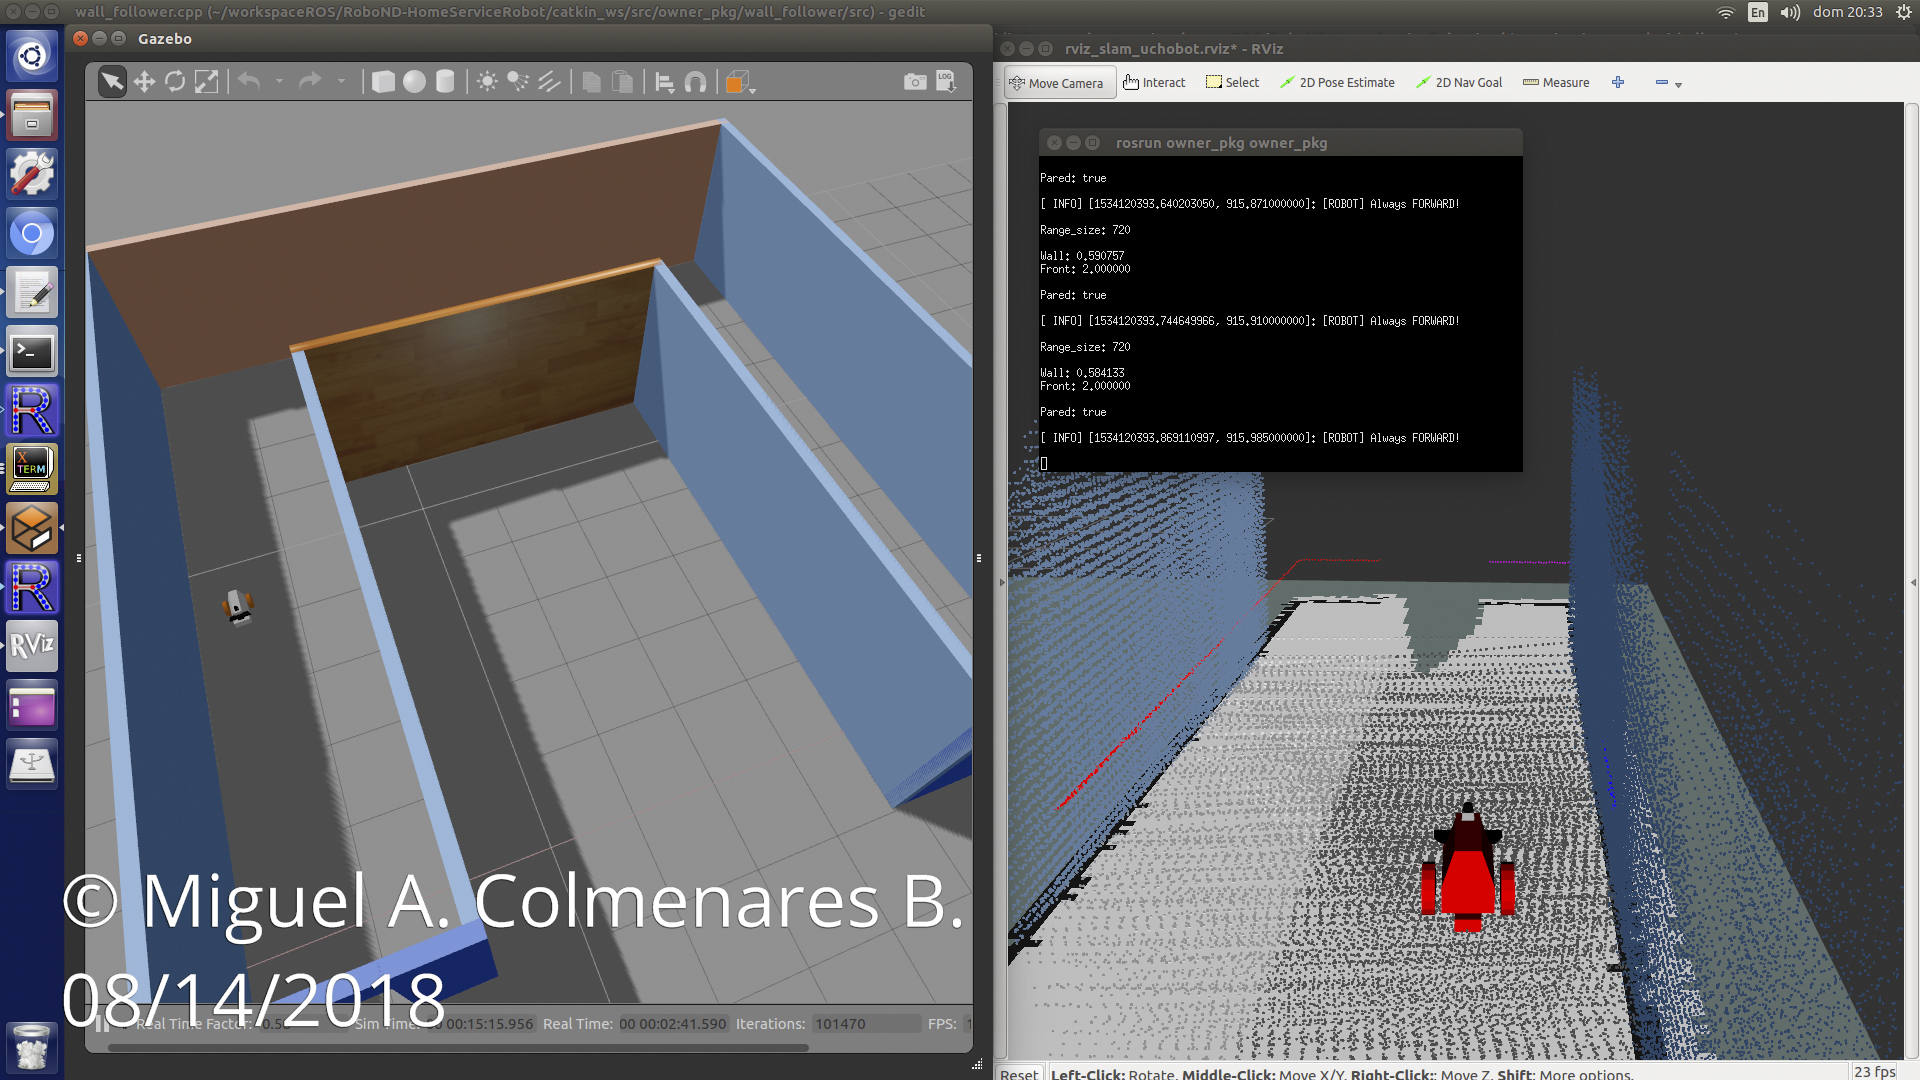 wall_follower.cpp (~/workspaceROS/RoboND-HomeServiceRobot/catkin_ws/src/owner_pkg/wall_follower/src) - gedit
En
dom 20:33
Gazebo
LOG
rviz_slam_uchobot.rviz* - RViz
Move Camera
Interact
Select
2D Pose Estimate
2D Nav Goal
Measure
rosrun owner_pkg owner_pkg
Pared: true
[ INFO] [1534120393.640203050, 915.871000000]: [ROBOT] Always FORWARD!
Range_size: 720
Wall: 0.590757
Front: 2.000000
Pared: true
[ INFO] [1534120393.744649966, 915.910000000]: [ROBOT] Always FORWARD!
Range_size: 720
Wall: 0.584133
Front: 2.000000
Pared: true
[ INFO] [1534120393.869110997, 915.985000000]: [ROBOT] Always FORWARD!
X
TERM
RViz
© Miguel A. Colmenares B.
08/14/2018
Real Time Factor: Sim Time: 00:15:15.956 Real Time: 00 00:02:41.590 Iterations: 101470 FPS:
Reset Left-Click: Rotate. Middle-Click: Move X/Y. Right-Click:: Move Z. Shift: More options.
23 fps